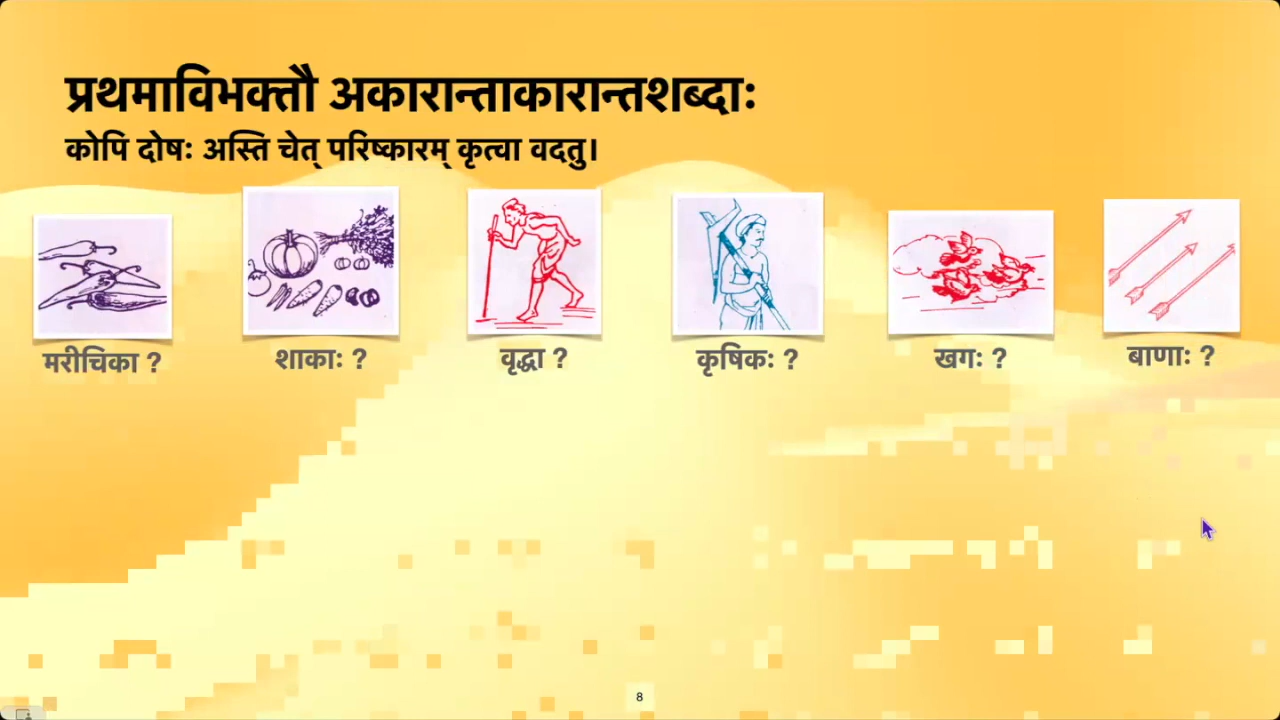 प्रथमाविभक्तौ अकारान्ताकारान्तशब्दाः
कोपि दोषः अस्ति चेत् परिष्कारम् कृत्वा वदतु।
मरीचिका ?
शाकाः ?
वृद्धा ?
कृषिकः ?
खगः ?
बाणाः ?
8